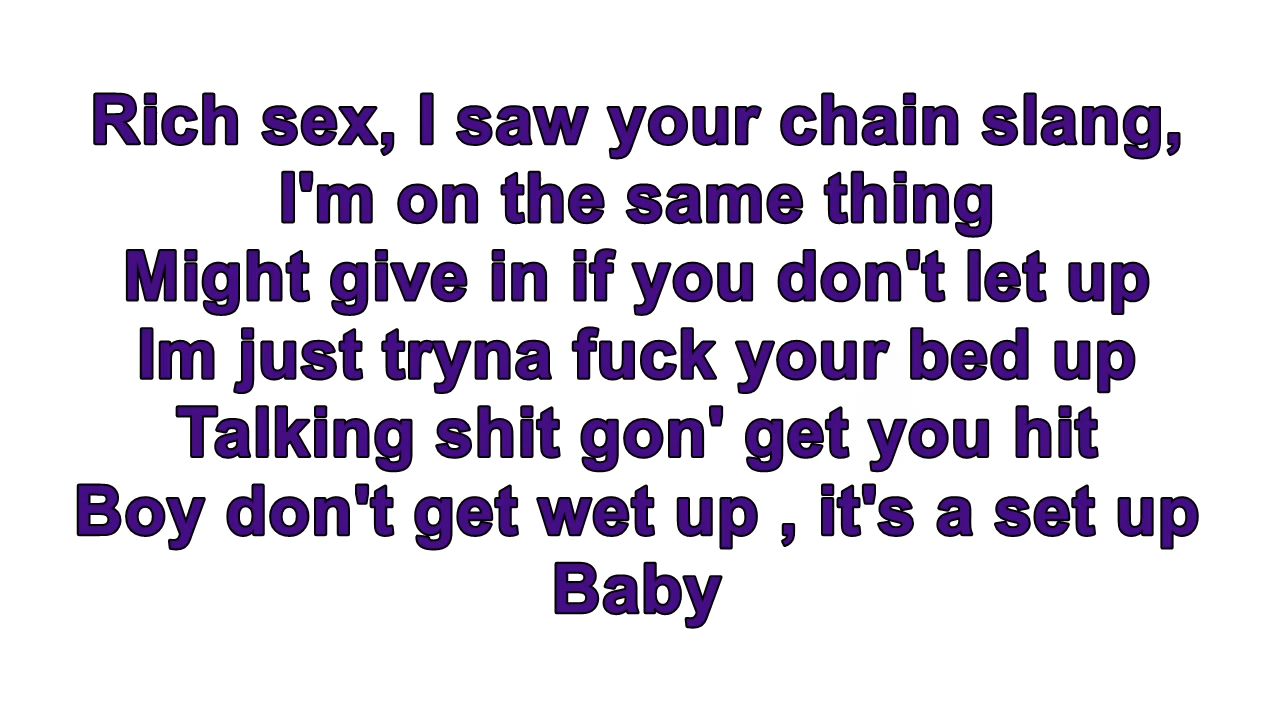 Rich sex, I saw your chain slang,
I'm on the same thing
Might give in if you don't let up
Im just tryna fuck your bed up
Talking shit gon' get you hit
Boy don't get wet up , it's a set up
Baby